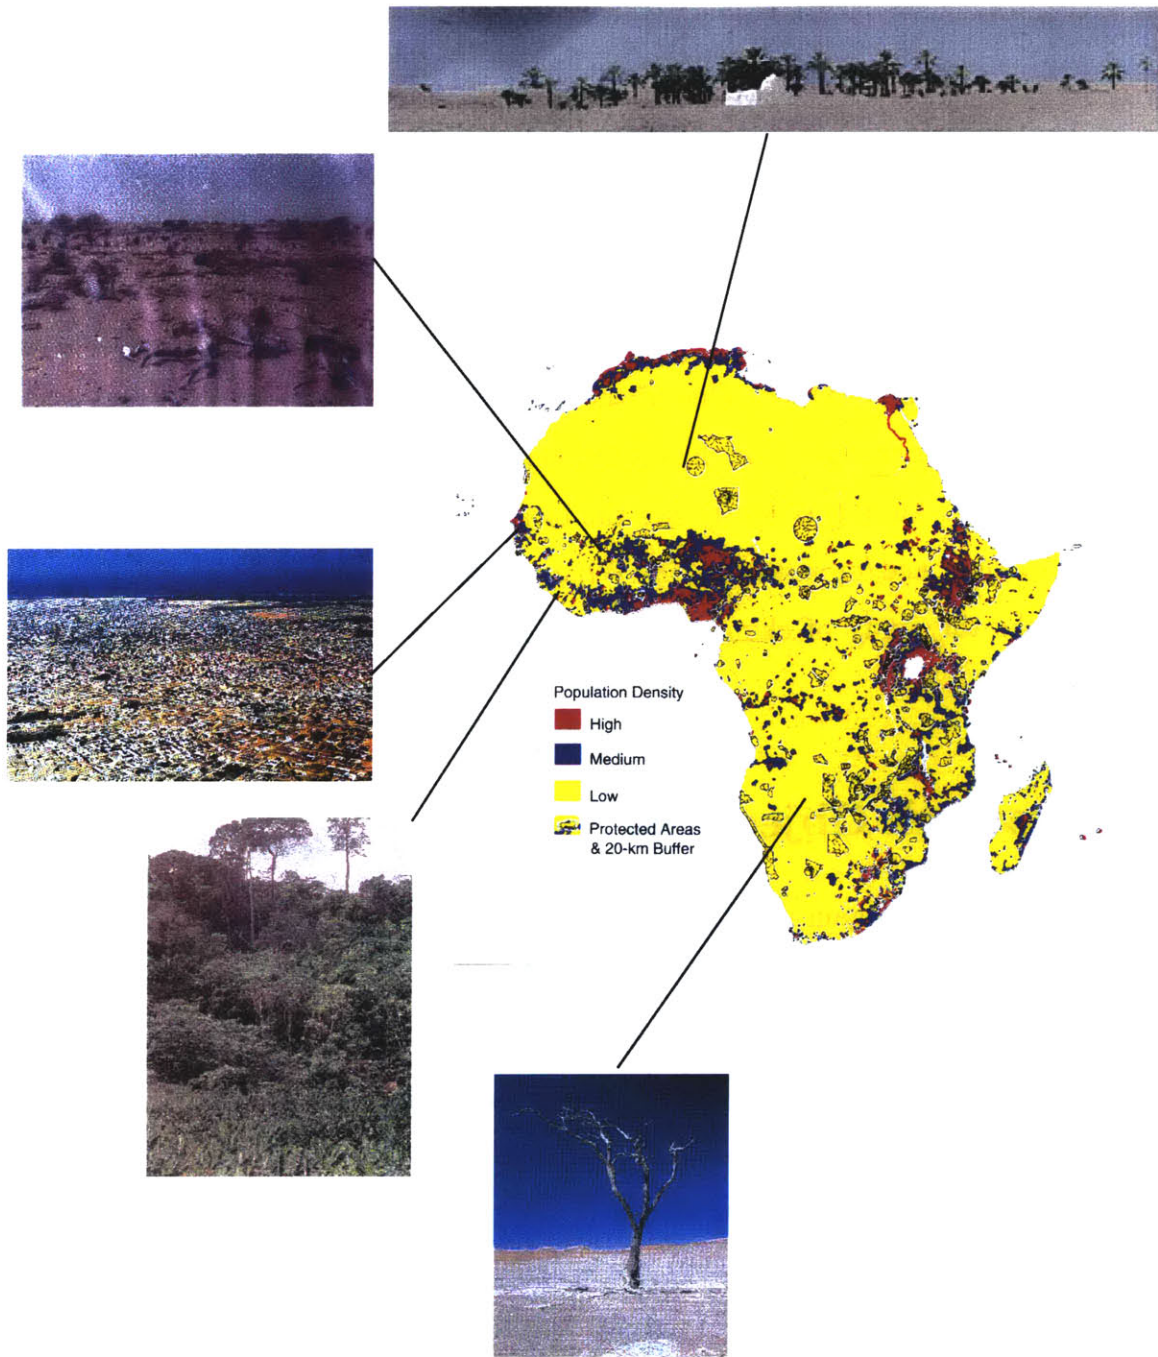 Population Density
High
Medium
Low
Protected Areas
& 20-km Buffer